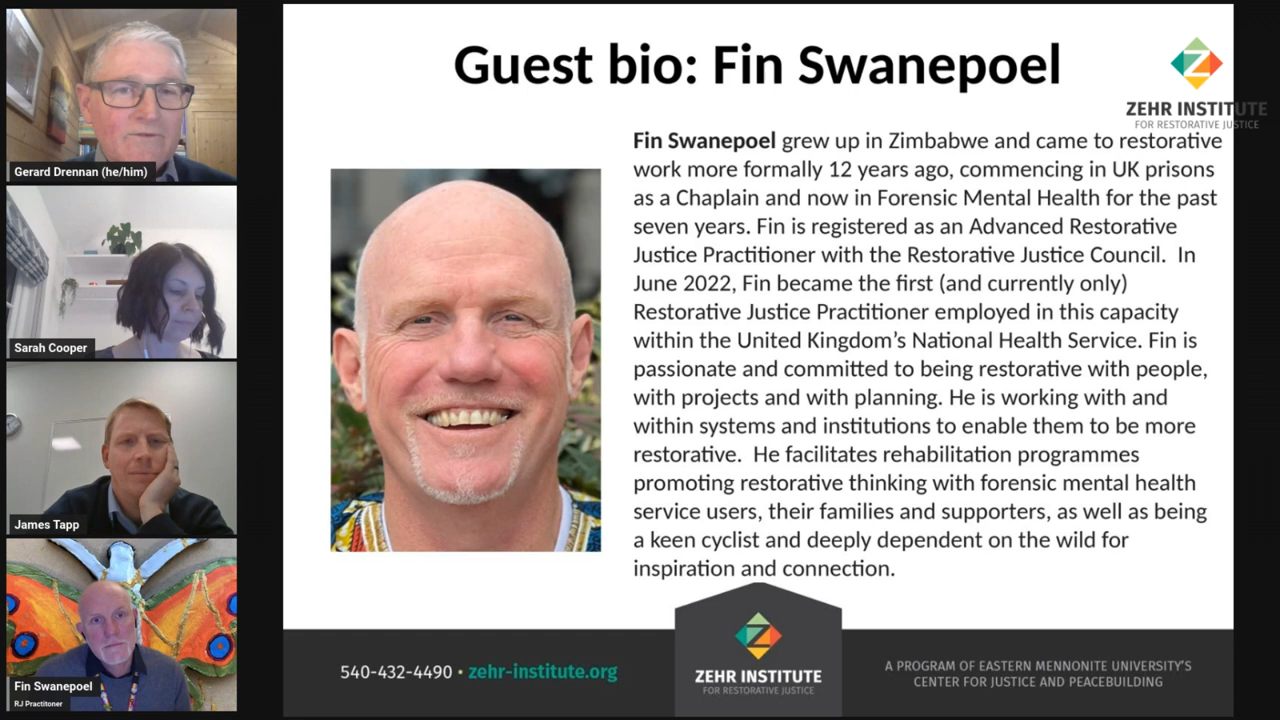 Gerard Drennan (he/him)
Sarah Cooper
James Tapp
Fin Swanepoel
RJ Practitoner
Guest bio: Fin Swanepoel
ZEHR INSTITUTE
FOR RESTORATIVE JUSTICE
Fin Swanepoel grew up in Zimbabwe and came to restorative
work more formally 12 years ago, commencing in UK prisons
as a Chaplain and now in Forensic Mental Health for the past
seven years. Fin is registered as an Advanced Restorative
Justice Practitioner with the Restorative Justice Council.  In
June 2022, Fin became the first (and currently only)
Restorative Justice Practitioner employed in this capacity
within the United Kingdom’s National Health Service. Fin is
passionate and committed to being restorative with people,
with projects and with planning. He is working with and
within systems and institutions to enable them to be more
restorative.  He facilitates rehabilitation programmes
promoting restorative thinking with forensic mental health
service users, their families and supporters, as well as being
a keen cyclist and deeply dependent on the wild for
inspiration and connection.
540-432-4490 • zehr-institute.org
ZEHR INSTITUTE
FOR RESTORATIVE JUSTICE
A PROGRAM OF EASTERN MENNONITE UNIVERSITY’S
CENTER FOR JUSTICE AND PEACEBUILDING